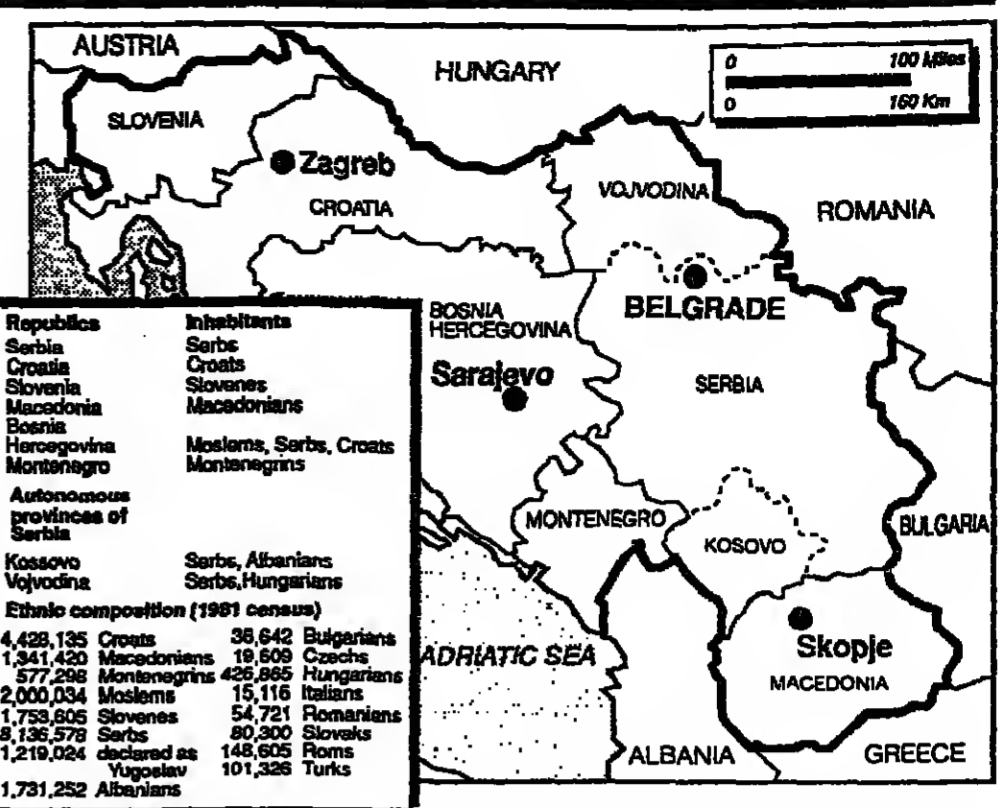 AUSTRIA
HUNGARY
0 100 Miles
0 160 Km
SLOVENIA
Zagreb
CROATIA
VOJVODINA
ROMANIA
BELGRADE
BOSNIA
HERCEGOVINA
Sarajevo
SERBIA
MONTENEGRO
KOSOVO
BULGARIA
ADRIATIC SEA
Skopje
MACEDONIA
ALBANIA
GREECE
Republics Inhabitants
Serbia Serbs
Croatia Croats
Slovenia Slovenes
Macedonia Macedonians
Bosnia
Hercegovina Moslems, Serbs, Croats
Montenegro Montenegrins
Autonomous
provinces of
Serbia
Kossovo Serbs, Albanians
Vojvodina Serbs, Hungarians
Ethnic composition (1981 census)
4,428,135 Croats 36,642 Bulgarians
1,341,420 Macedonians 19,609 Czechs
577,298 Montenegrins 426,865 Hungarians
2,000,034 Moslems 15,116 Italians
1,753,605 Slovenes 54,721 Romanians
8,136,578 Serbs 80,300 Slovaks
1,219,024 declared as 148,605 Roms
Yugoslav 101,326 Turks
1,731,252 Albanians